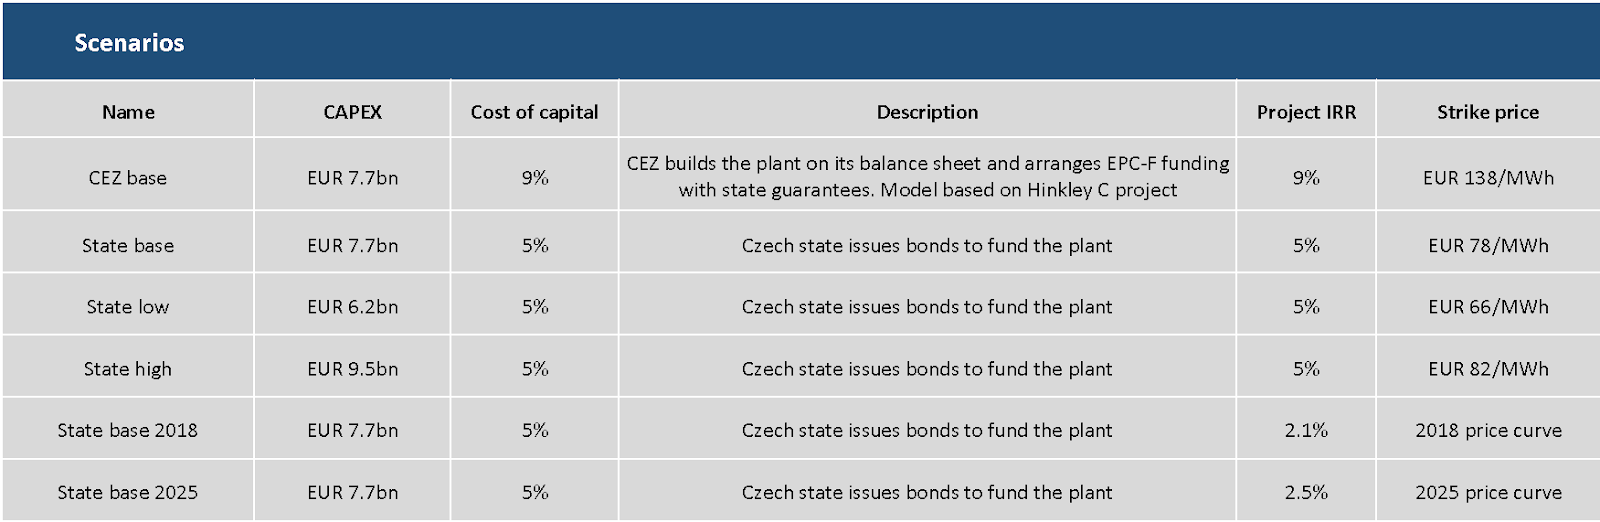 Scenarios
Name CAPEX Cost of capital Description Project IRR Strike price
CEZ base EUR 7.7bn 9% CEZ builds the plant on its balance sheet and arranges EPC-F funding
with state guarantees. Model based on Hinkley C project 9% EUR 138/MWh
State base EUR 7.7bn 5% Czech state issues bonds to fund the plant 5% EUR 78/MWh
State low EUR 6.2bn 5% Czech state issues bonds to fund the plant 5% EUR 66/MWh
State high EUR 9.5bn 5% Czech state issues bonds to fund the plant 5% EUR 82/MWh
State base 2018 EUR 7.7bn 5% Czech state issues bonds to fund the plant 2.1% 2018 price curve
State base 2025 EUR 7.7bn 5% Czech state issues bonds to fund the plant 2.5% 2025 price curve